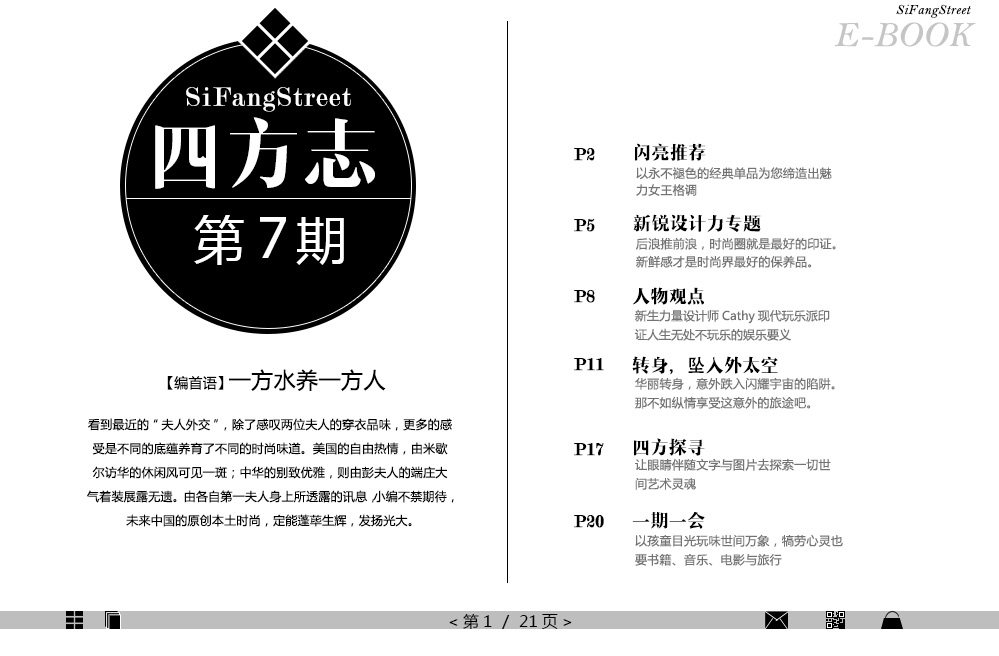 SiFangStreet
E-BOOK
SiFangStreet
四方志
第7期
【编首语】一方水养一方人
看到最近的“夫人外交”，除了感叹两位夫人的穿衣品味，更多的感
受是不同的底蕴养育了不同的时尚味道。美国的自由热情，由米歇
尔访华的休闲风可见一斑；中华的别致优雅，则由彭夫人的端庄大
气着装展露无遗。由各自第一夫人身上所透露的讯息，小编不禁期待，
未来中国的原创本土时尚，定能蓬荜生辉，发扬光大。
P2 闪亮推荐
以永不褪色的经典单品为您缔造出魅
力女王格调
P5 新锐设计力专题
后浪推前浪，时尚圈就是最好的印证。
新鲜感才是时尚界最好的保养品。
P8 人物观点
新生力量设计师 Cathy 现代玩乐派印
证人生无处不玩乐的娱乐要义
P11 转身，坠入外太空
华丽转身，意外跌入闪耀宇宙的陷阱。
那不如纵情享受这意外的旅途吧。
P17 四方探寻
让眼睛伴随文字与图片去探索一切世
间艺术灵魂
P20 一期一会
以孩童目光玩味世间万象，犒劳心灵也
要书籍、音乐、电影与旅行
< 第 1 / 21 页 >